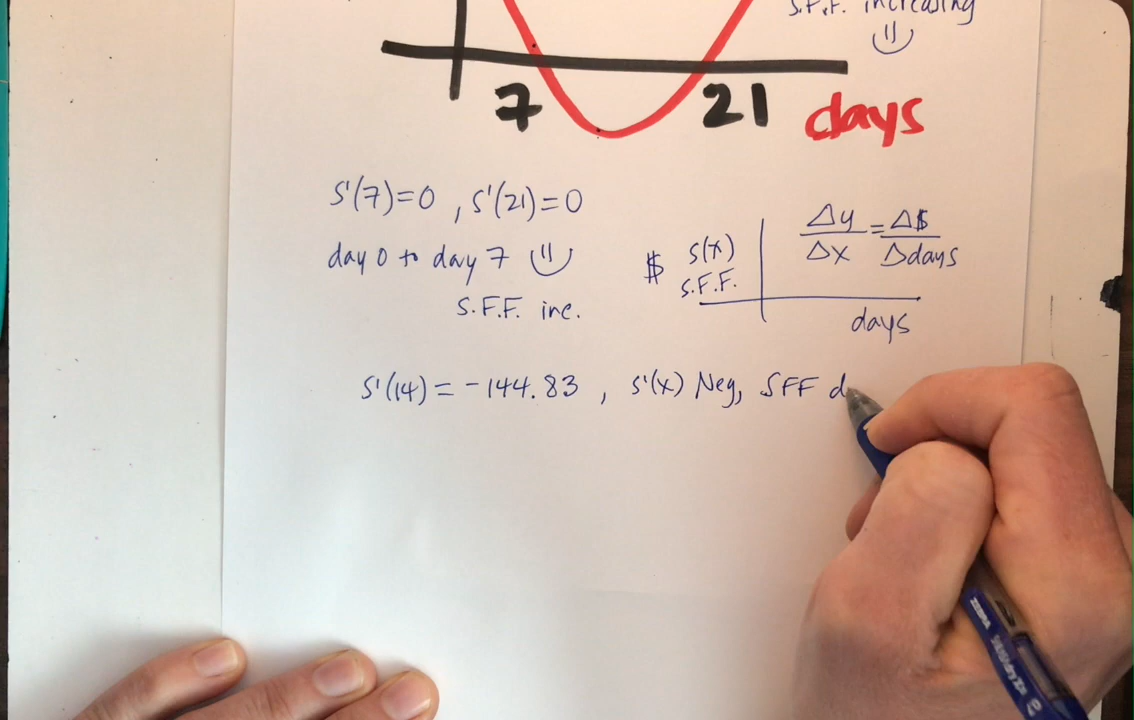 S.F.F. increasing
7 21 days
S'(7)=0 , S'(21)=0
day 0 to day 7
S.F.F. inc.
$ S(x) Δy/Δx = Δ$/Δdays
S.F.F.
days
S'(14) = -144.83 , S'(x) Neg, SFF d
ZEBRA